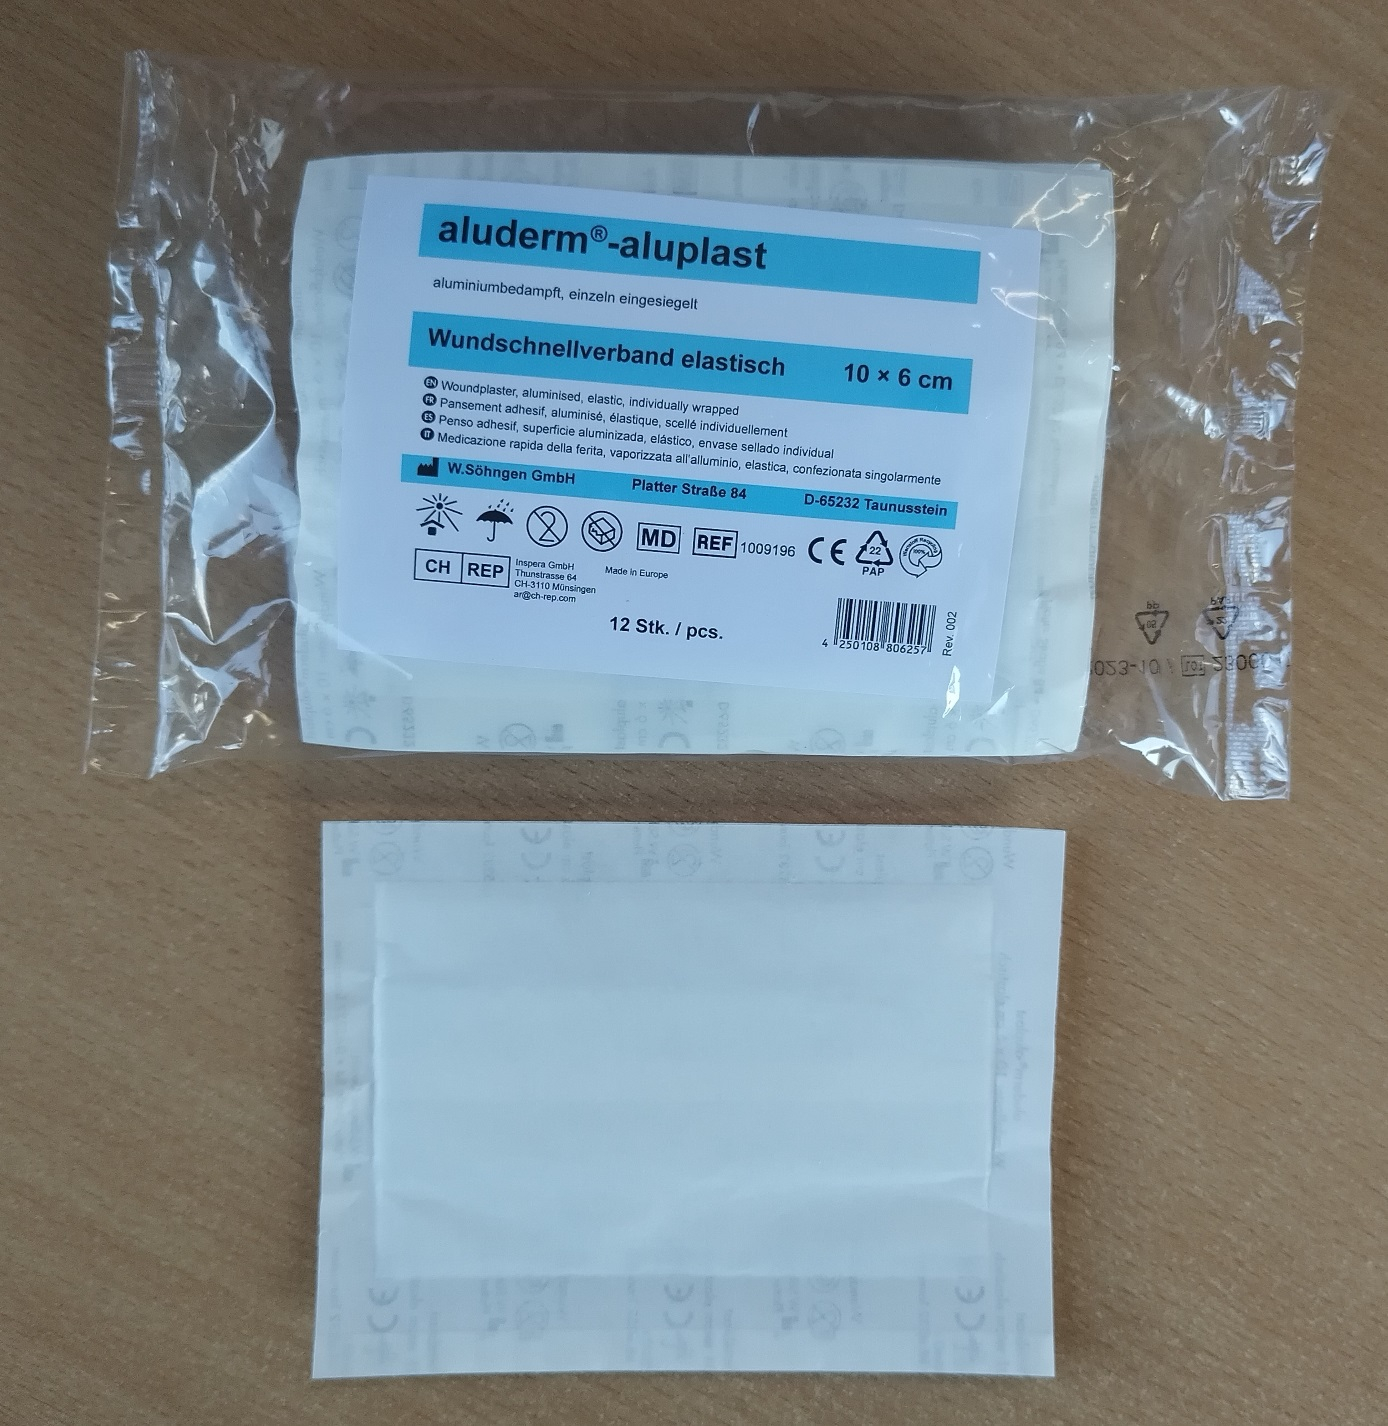 aluderm®-aluplast
aluminiumbedampft, einzeln eingesiegelt
Wundschnellverband elastisch 10 × 6 cm
EN Woundplaster, aluminised, elastic, individually wrapped
FR Pansement adhesif, aluminisé, élastique, scellé individuellement
ES Penso adhesif, superficie aluminizada, elástico, envase sellado individual
IT Medicazione rapida della ferita, vaporizzata all'alluminio, elastica, confezionata singolarmente
W.Söhngen GmbH Platter Straße 84 D-65232 Taunusstein
2 MD REF 1009196 CE 22 PAP 100%
CH REP
Inspera GmbH
Thunstrasse 64
CH-3110 Münsingen
ar@ch-rep.com
Made in Europe
12 Stk. / pcs.
4 250108 806257
Rev. 002